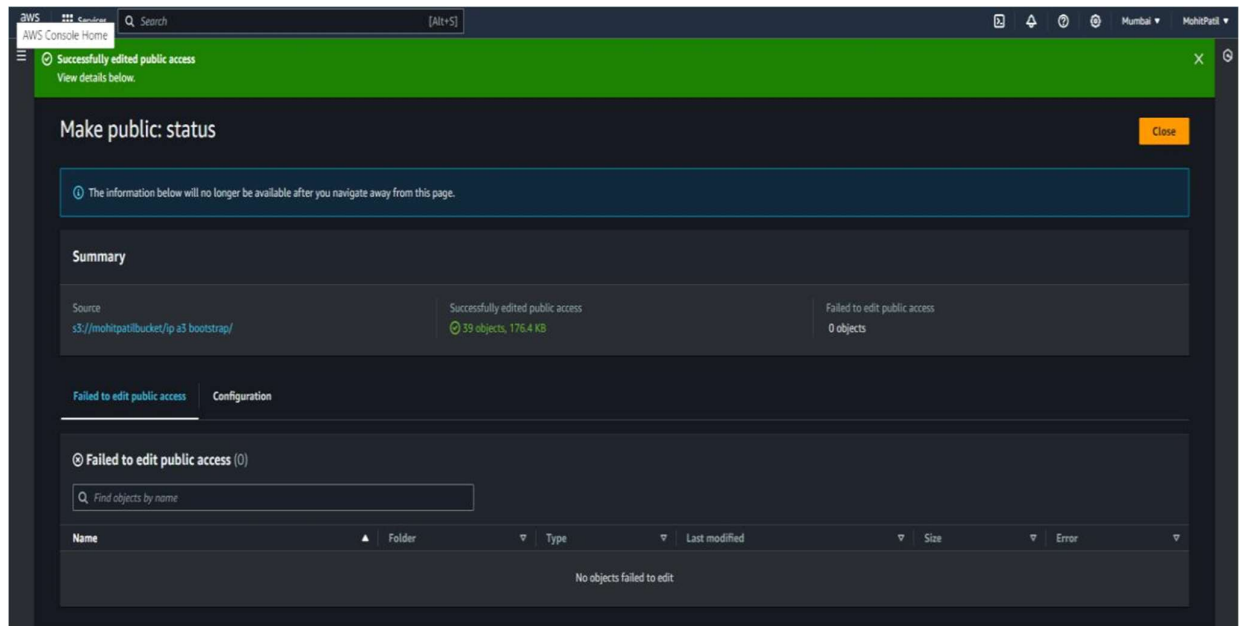 aws
Services
Search
[Alt+S]
Mumbai
MohitPatil
AWS Console Home
Successfully edited public access
View details below.
Make public: status
Close
The information below will no longer be available after you navigate away from this page.
Summary
Source
Successfully edited public access
Failed to edit public access
s3://mohitpatilbucket/ip a3 bootstrap/
39 objects, 176.4 KB
0 objects
Failed to edit public access
Configuration
Failed to edit public access (0)
Find objects by name
Name
Folder
Type
Last modified
Size
Error
No objects failed to edit